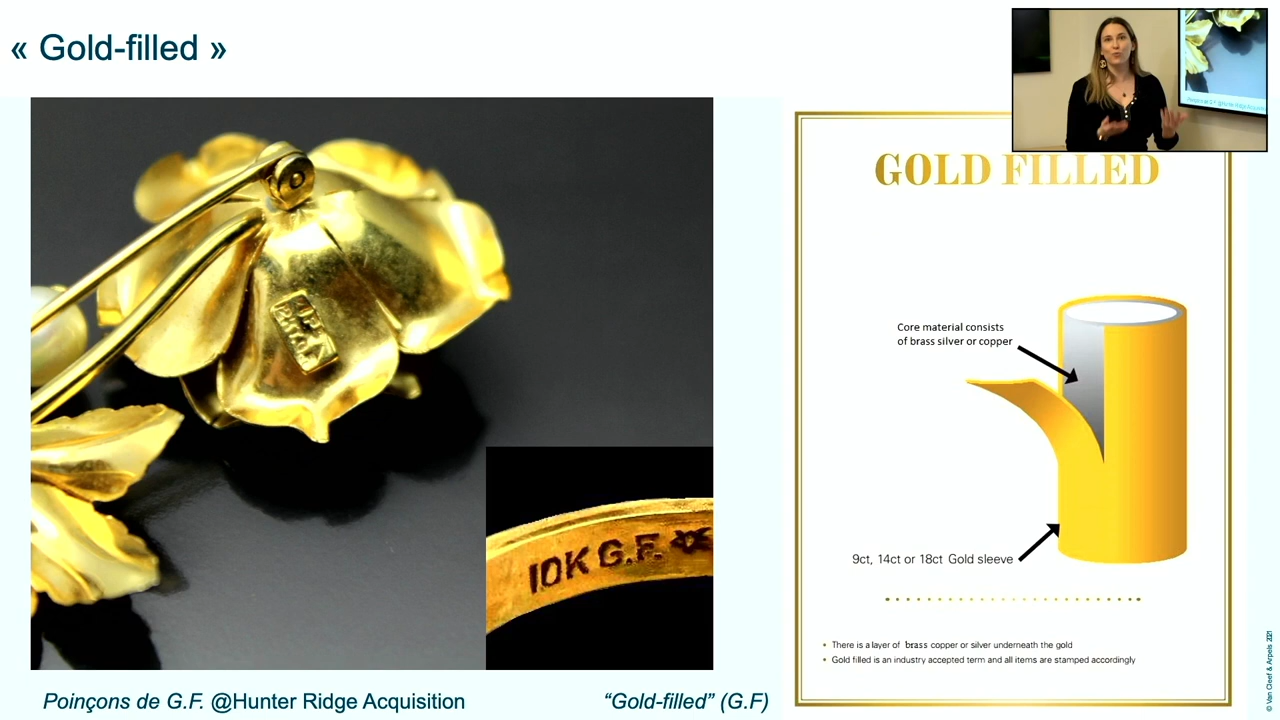 « Gold-filled »
GOLD FILLED
Core material consists
of brass silver or copper
9ct, 14ct or 18ct Gold sleeve
• There is a layer of brass copper or silver underneath the gold
• Gold filled is an industry accepted term and all items are stamped accordingly
10K G.F.
Poinçons de G.F. @Hunter Ridge Acquisition
“Gold-filled” (G.F)
© Van Cleef & Arpels 2021